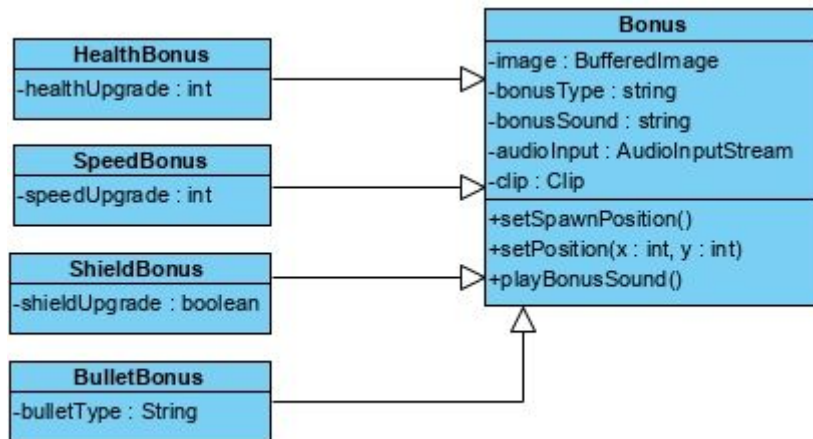 HealthBonus
-healthUpgrade : int
SpeedBonus
-speedUpgrade : int
ShieldBonus
-shieldUpgrade : boolean
BulletBonus
-bulletType : String
Bonus
-image : BufferedImage
-bonusType : string
-bonusSound : string
-audioInput : AudioInputStream
-clip : Clip
+setSpawnPosition()
+setPosition(x : int, y : int)
+playBonusSound()